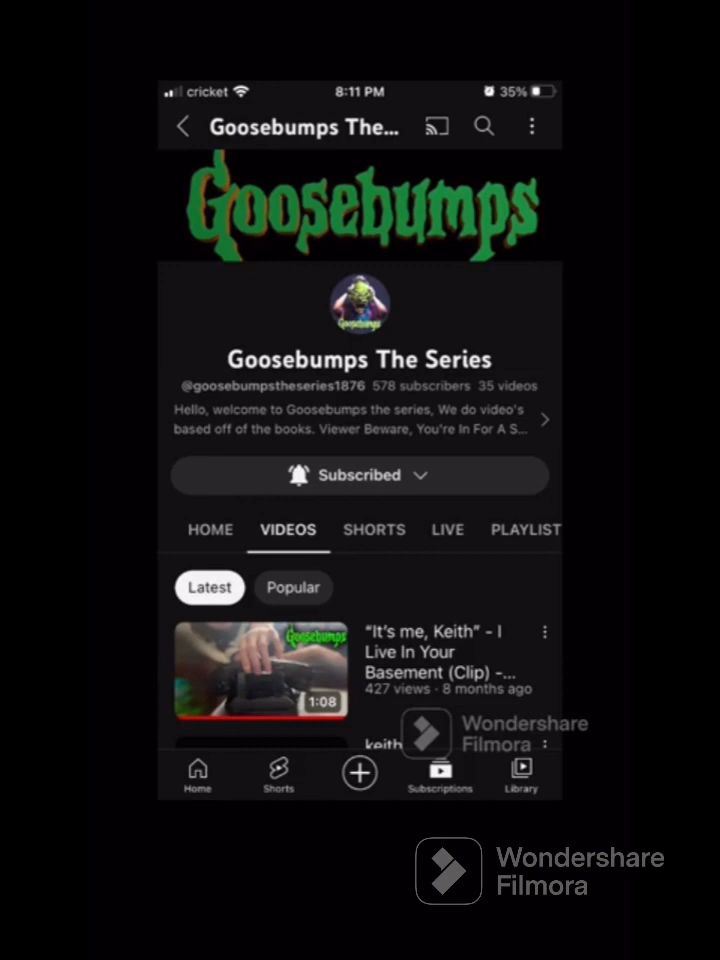 cricket 8:11 PM 35%
Goosebumps The...
Goosebumps
Goosebumps
Goosebumps The Series
@goosebumpstheseries1876 578 subscribers 35 videos
Hello, welcome to Goosebumps the series, We do video's
based off of the books. Viewer Beware, You're In For A S...
Subscribed
HOME VIDEOS SHORTS LIVE PLAYLIST
Latest Popular
Goosebumps
1:08
“It’s me, Keith” - I
Live In Your
Basement (Clip) -...
427 views · 8 months ago
keith
Wondershare
Filmora
Home Shorts Subscriptions Library
Wondershare
Filmora